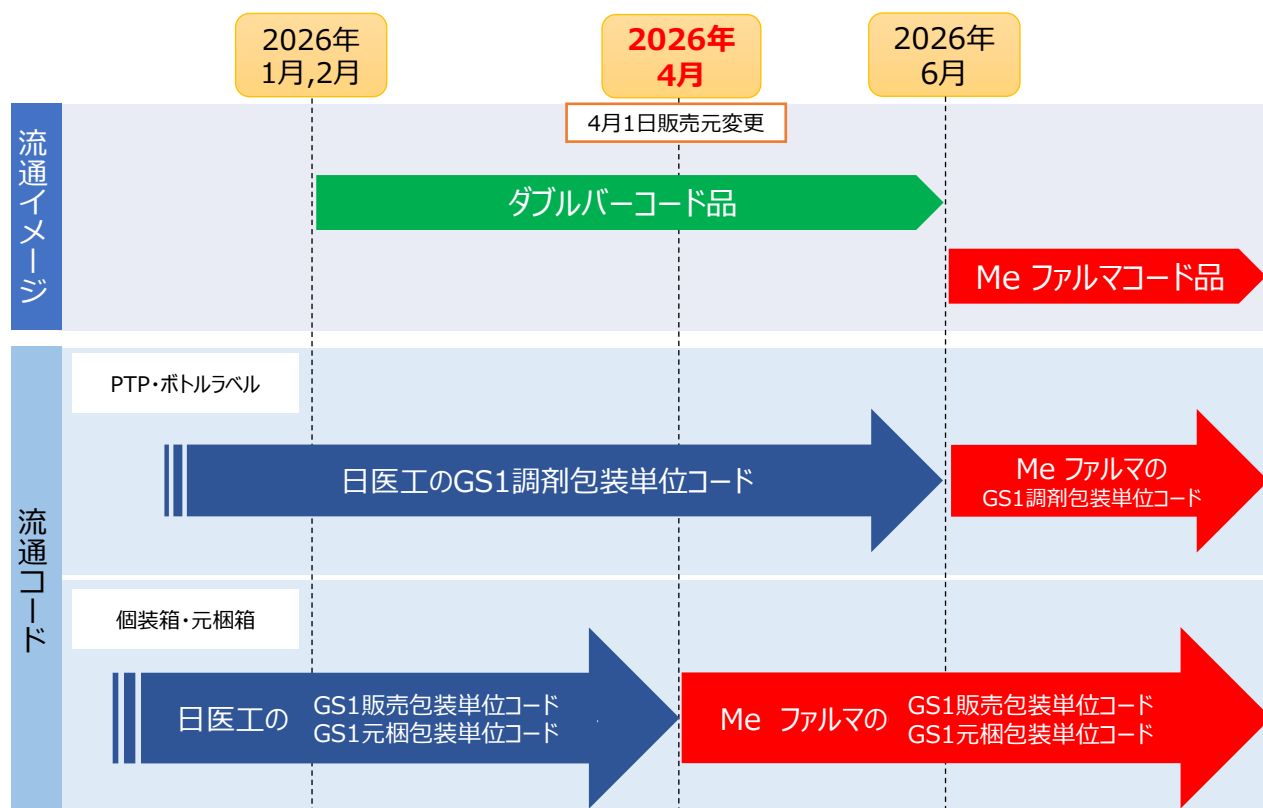 2026年
1月,2月
2026年
4月
2026年
6月
4月1日販売元変更
流通イメージ
ダブルバーコード品
Me ファルマコード品
流通コード
PTP・ボトルラベル
日医工のGS1調剤包装単位コード
Me ファルマの
GS1調剤包装単位コード
個装箱・元梱箱
日医工の
GS1販売包装単位コード
GS1元梱包装単位コード
Me ファルマの
GS1販売包装単位コード
GS1元梱包装単位コード